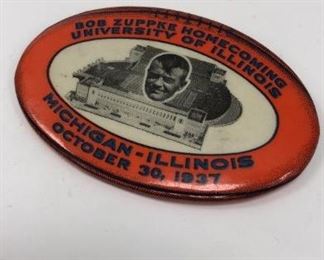 BOB ZUPPKE HOMECOMING
UNIVERSITY OF ILLINOIS
MICHIGAN-ILLINOIS
OCTOBER 30, 1937